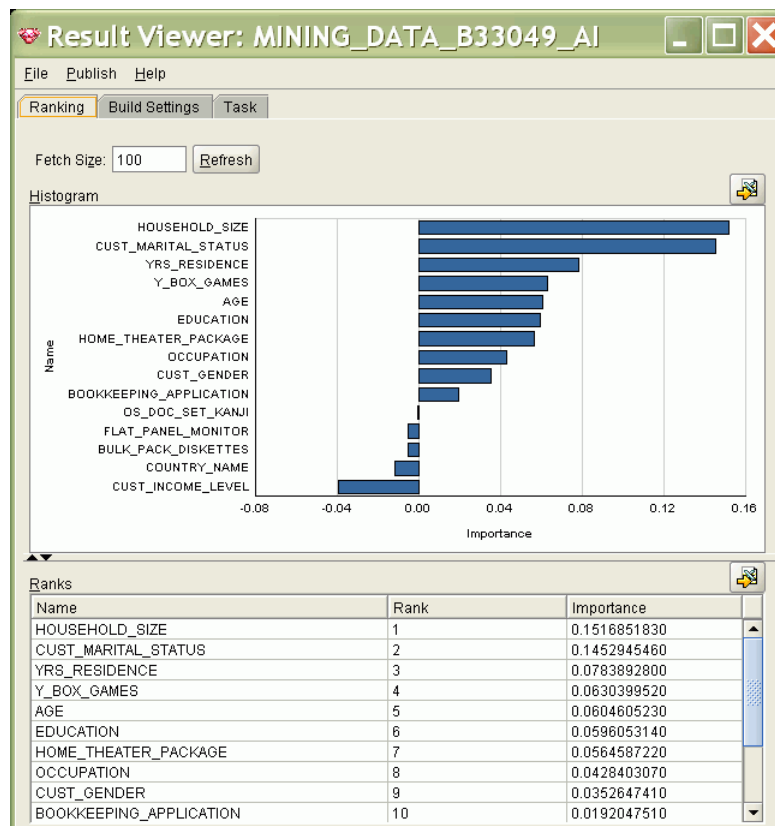 Result Viewer: MINING_DATA_B33049_AI
File Publish Help
Ranking Build Settings Task
Fetch Size: 100 Refresh
Histogram
HOUSEHOLD_SIZE
CUST_MARITAL_STATUS
YRS_RESIDENCE
Y_BOX_GAMES
AGE
EDUCATION
HOME_THEATER_PACKAGE
OCCUPATION
CUST_GENDER
BOOKKEEPING_APPLICATION
OS_DOC_SET_KANJI
FLAT_PANEL_MONITOR
BULK_PACK_DISKETTES
COUNTRY_NAME
CUST_INCOME_LEVEL
Name
-0.08 -0.04 0.00 0.04 0.08 0.12 0.16
Importance
Ranks
Name Rank Importance
HOUSEHOLD_SIZE 1 0.1516851830
CUST_MARITAL_STATUS 2 0.1452945460
YRS_RESIDENCE 3 0.0783892800
Y_BOX_GAMES 4 0.0630399520
AGE 5 0.0604605230
EDUCATION 6 0.0596053140
HOME_THEATER_PACKAGE 7 0.0564587220
OCCUPATION 8 0.0428403070
CUST_GENDER 9 0.0352647410
BOOKKEEPING_APPLICATION 10 0.0192047510